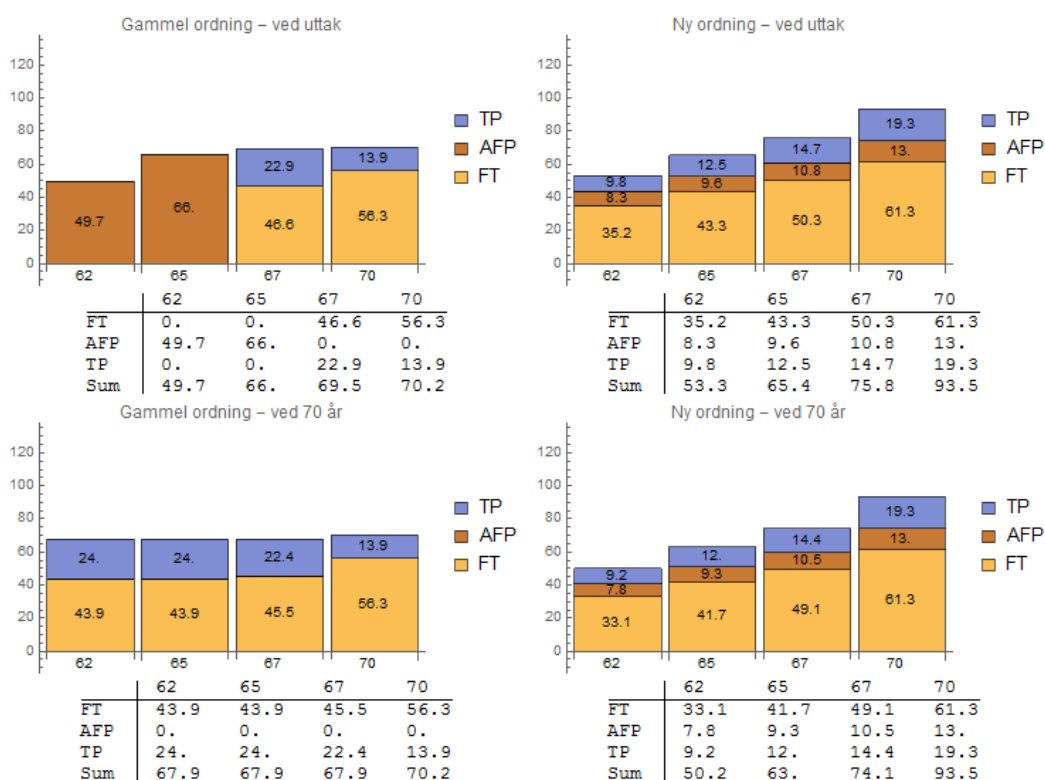 Gammel ordning – ved uttak
120
100
80
60
40
20
0
49.7
66.
22.9
46.6
13.9
56.3
62 65 67 70
TP
AFP
FT
62 65 67 70
FT 0. 0. 46.6 56.3
AFP 49.7 66. 0. 0.
TP 0. 0. 22.9 13.9
Sum 49.7 66. 69.5 70.2
Ny ordning – ved uttak
120
100
80
60
40
20
0
9.8
8.3
35.2
12.5
9.6
43.3
14.7
10.8
50.3
19.3
13.
61.3
62 65 67 70
TP
AFP
FT
62 65 67 70
FT 35.2 43.3 50.3 61.3
AFP 8.3 9.6 10.8 13.
TP 9.8 12.5 14.7 19.3
Sum 53.3 65.4 75.8 93.5
Gammel ordning – ved 70 år
120
100
80
60
40
20
0
24.
43.9
24.
43.9
22.4
45.5
13.9
56.3
62 65 67 70
TP
AFP
FT
62 65 67 70
FT 43.9 43.9 45.5 56.3
AFP 0. 0. 0. 0.
TP 24. 24. 22.4 13.9
Sum 67.9 67.9 67.9 70.2
Ny ordning – ved 70 år
120
100
80
60
40
20
0
9.2
7.8
33.1
12.
9.3
41.7
14.4
10.5
49.1
19.3
13.
61.3
62 65 67 70
TP
AFP
FT
62 65 67 70
FT 33.1 41.7 49.1 61.3
AFP 7.8 9.3 10.5 13.
TP 9.2 12. 14.4 19.3
Sum 50.2 63. 74.1 93.5